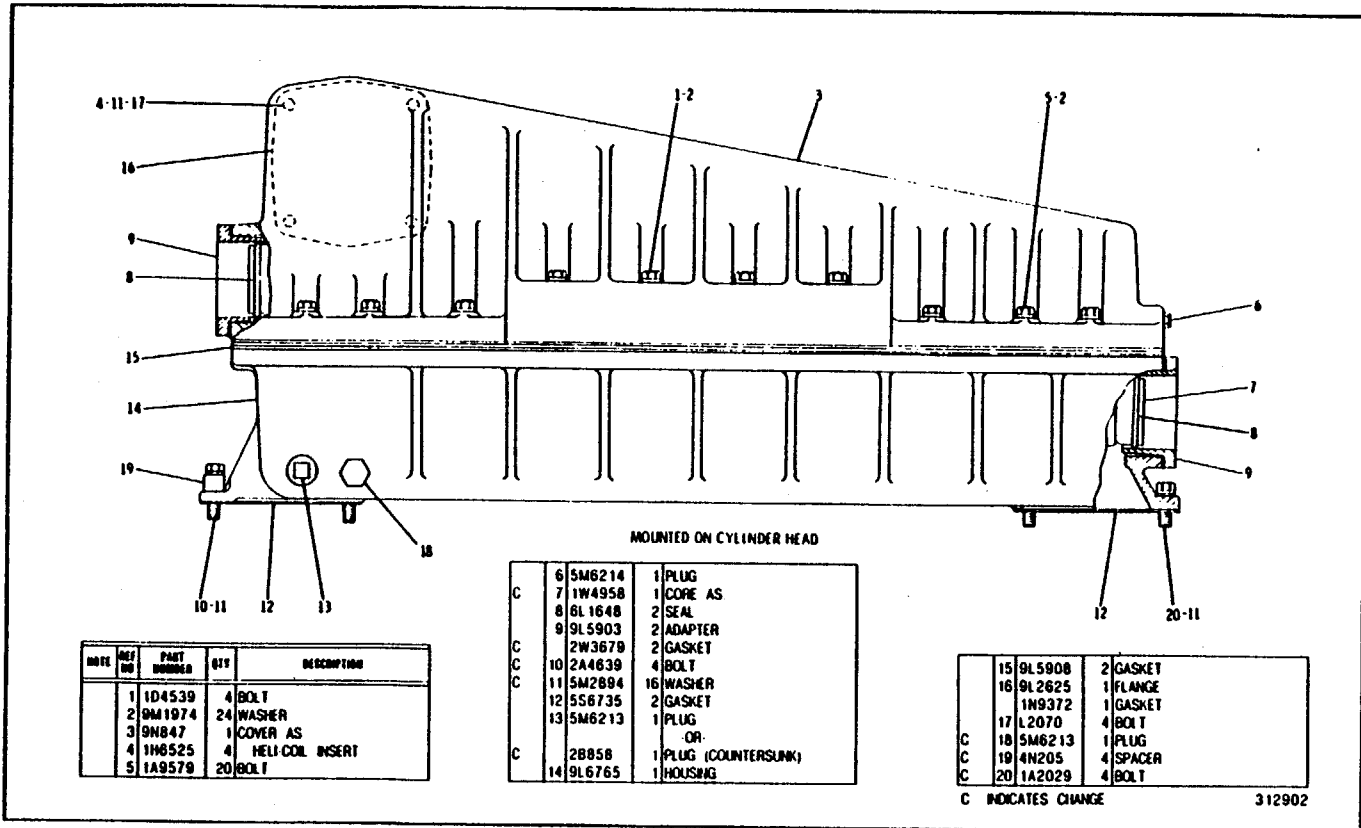 4-11-17
1-2
3
5-2
16
9
8
6
15
7
14
8
19
9
18
MOUNTED ON CYLINDER HEAD
10-11
12
13
12
20-11
NOTE REF NO PART NUMBER QTY DESCRIPTION
1 1D4539 4 BOLT
2 9M1974 24 WASHER
3 9N847 1 COVER AS
4 1H6525 4 HELI-COIL INSERT
5 1A9579 20 BOLT
6 5M6214 1 PLUG
C 7 1W4958 1 CORE AS
8 6L1648 2 SEAL
9 9L5903 2 ADAPTER
C 2W3679 2 GASKET
C 10 2A4639 4 BOLT
C 11 5M2894 16 WASHER
12 5S6735 2 GASKET
13 5M6213 1 PLUG
-OR-
C 2B858 1 PLUG (COUNTERSUNK)
14 9L6765 1 HOUSING
15 9L5908 2 GASKET
16 9L2625 1 FLANGE
1N9372 1 GASKET
17 L2070 4 BOLT
C 18 5M6213 1 PLUG
C 19 4N205 4 SPACER
C 20 1A2029 4 BOLT
C INDICATES CHANGE 312902